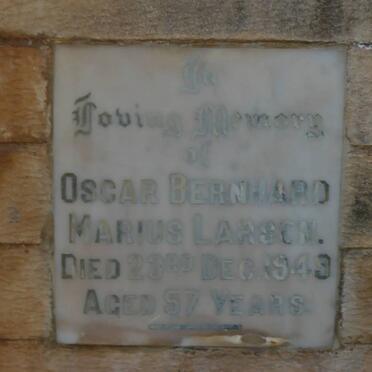 In
Loving Memory
of
OSCAR BERNHARD
MARIUS LARSEN.
DIED 23RD DEC. 1943
AGED 57 YEARS.